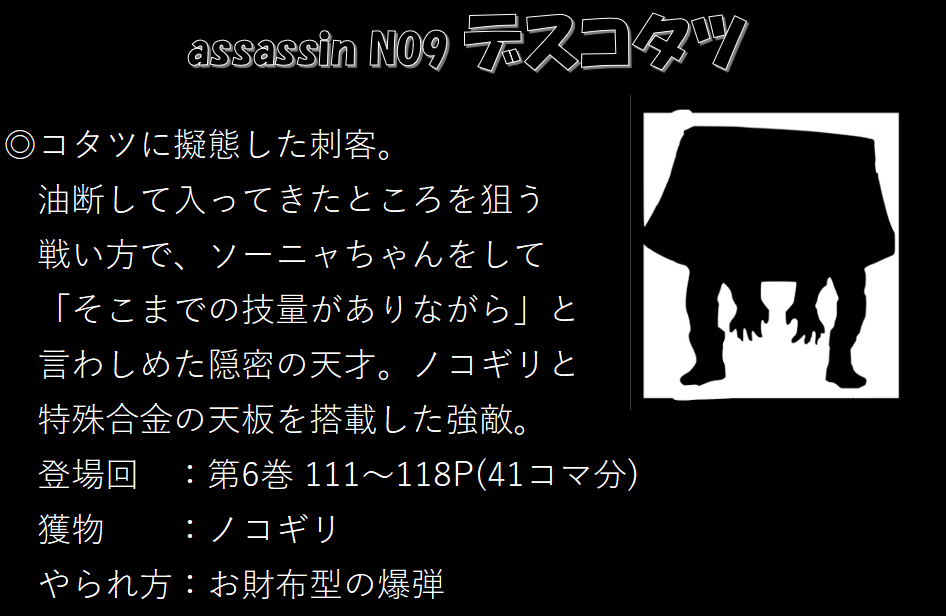 assassin NO9 デスコタツ
◎コタツに擬態した刺客。
油断して入ってきたところを狙う
戦い方で、ソーニャちゃんをして
「そこまでの技量がありながら」と
言わしめた隠密の天才。ノコギリと
特殊合金の天板を搭載した強敵。
登場回　：第6巻 111～118P(41コマ分)
獲物　　：ノコギリ
やられ方：お財布型の爆弾